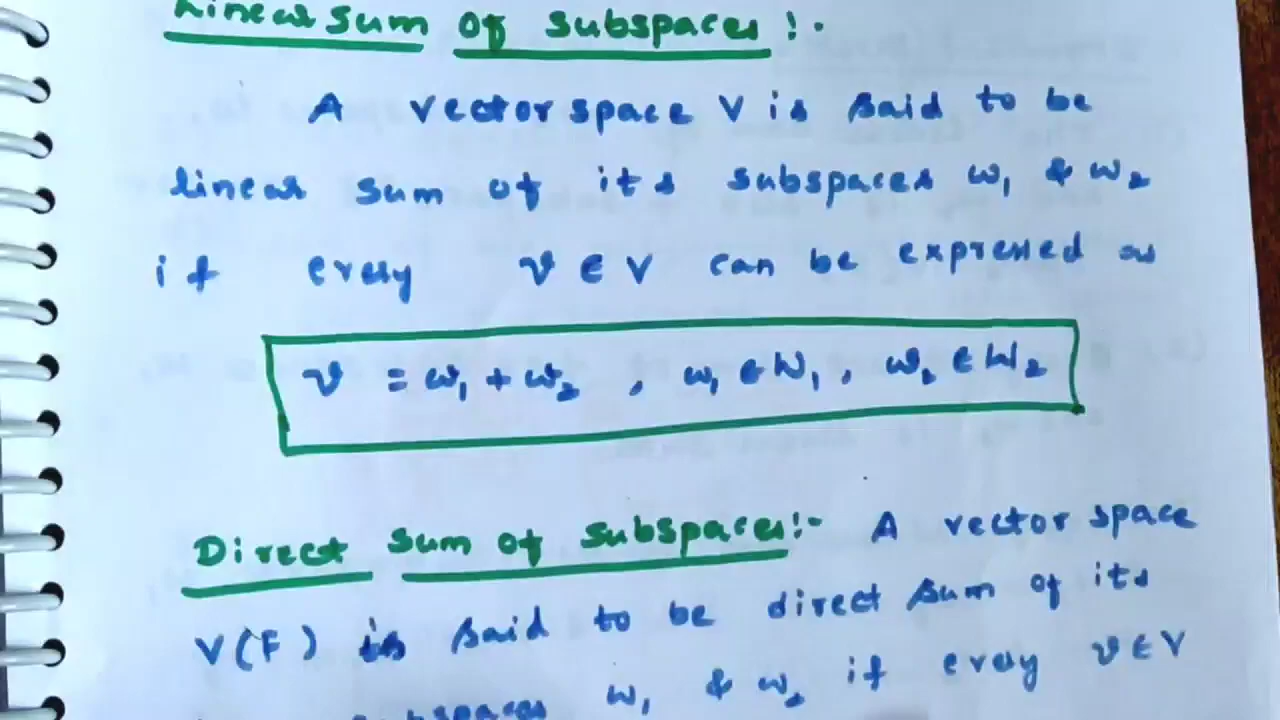 Linear sum of subspaces :-
A vector space V is said to be
linear sum of its subspaces w₁ & w₂
if every v ∈ V can be expressed as
v = w₁ + w₂ , w₁ ∈ W₁ , w₂ ∈ W₂
Direct sum of subspaces :- A vector space
V(F) is said to be direct sum of its
subspaces w₁ & w₂ if every v ∈ V